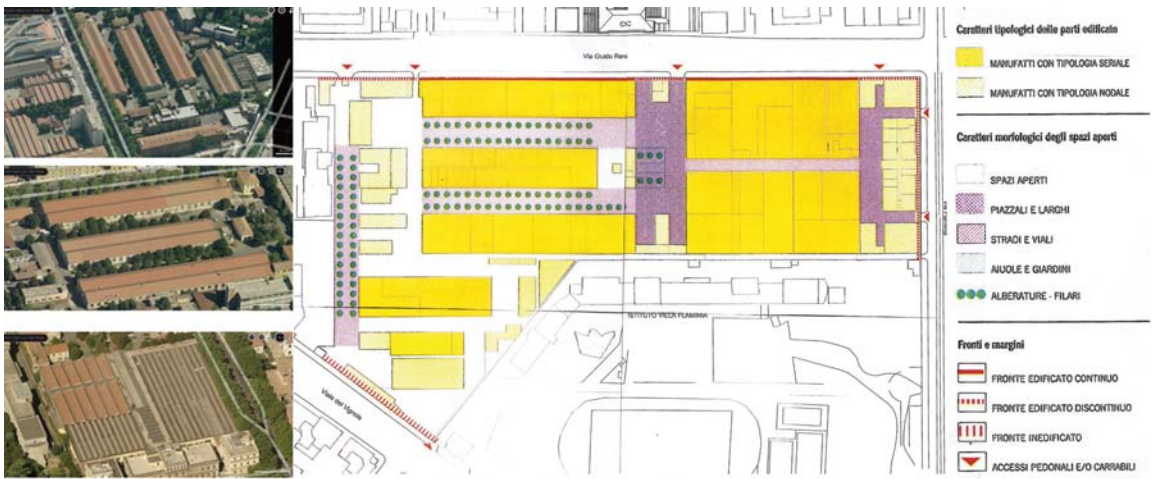 CIC
Via Guido Reni
ISTITUTO VILLA FLAMINIA
Viale del Vignola
Caratteri tipologici delle parti edificate
MANUFATTI CON TIPOLOGIA SERIALE
MANUFATTI CON TIPOLOGIA NODALE
Caratteri morfologici degli spazi aperti
SPAZI APERTI
PIAZZALI E LARGHI
STRADI E VIALI
AIUOLE E GIARDINI
ALBERATURE - FILARI
Fronti e margini
FRONTE EDIFICATO CONTINUO
FRONTE EDIFICATO DISCONTINUO
FRONTE INEDIFICATO
ACCESSI PEDONALI E/O CARRABILI